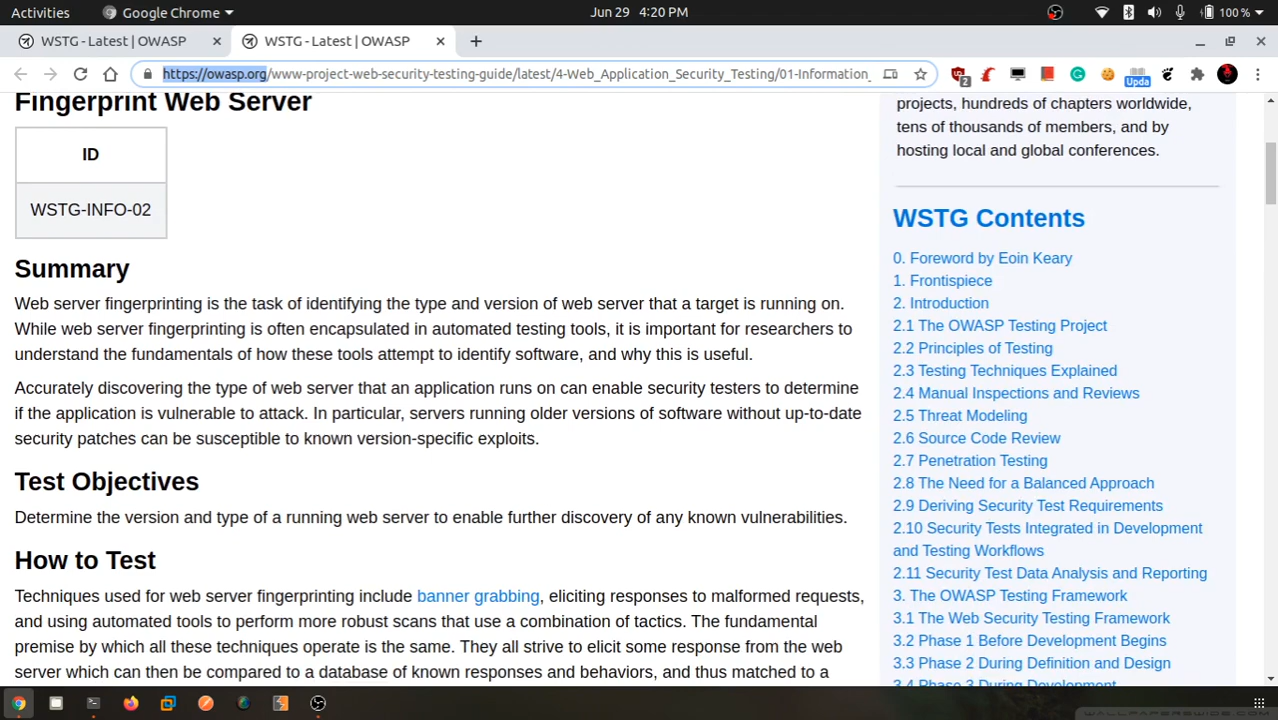 Activities
Google Chrome
Jun 29 4:20 PM
100 %
WSTG - Latest | OWASP
WSTG - Latest | OWASP
https://owasp.org/www-project-web-security-testing-guide/latest/4-Web_Application_Security_Testing/01-Information_
2
Upda
Fingerprint Web Server
ID
WSTG-INFO-02
Summary
Web server fingerprinting is the task of identifying the type and version of web server that a target is running on.
While web server fingerprinting is often encapsulated in automated testing tools, it is important for researchers to
understand the fundamentals of how these tools attempt to identify software, and why this is useful.
Accurately discovering the type of web server that an application runs on can enable security testers to determine
if the application is vulnerable to attack. In particular, servers running older versions of software without up-to-date
security patches can be susceptible to known version-specific exploits.
Test Objectives
Determine the version and type of a running web server to enable further discovery of any known vulnerabilities.
How to Test
Techniques used for web server fingerprinting include banner grabbing, eliciting responses to malformed requests,
and using automated tools to perform more robust scans that use a combination of tactics. The fundamental
premise by which all these techniques operate is the same. They all strive to elicit some response from the web
server which can then be compared to a database of known responses and behaviors, and thus matched to a
projects, hundreds of chapters worldwide,
tens of thousands of members, and by
hosting local and global conferences.
WSTG Contents
0. Foreword by Eoin Keary
1. Frontispiece
2. Introduction
2.1 The OWASP Testing Project
2.2 Principles of Testing
2.3 Testing Techniques Explained
2.4 Manual Inspections and Reviews
2.5 Threat Modeling
2.6 Source Code Review
2.7 Penetration Testing
2.8 The Need for a Balanced Approach
2.9 Deriving Security Test Requirements
2.10 Security Tests Integrated in Development
and Testing Workflows
2.11 Security Test Data Analysis and Reporting
3. The OWASP Testing Framework
3.1 The Web Security Testing Framework
3.2 Phase 1 Before Development Begins
3.3 Phase 2 During Definition and Design
3.4 Phase 3 During Development
WALLPAPERSWIDE.COM